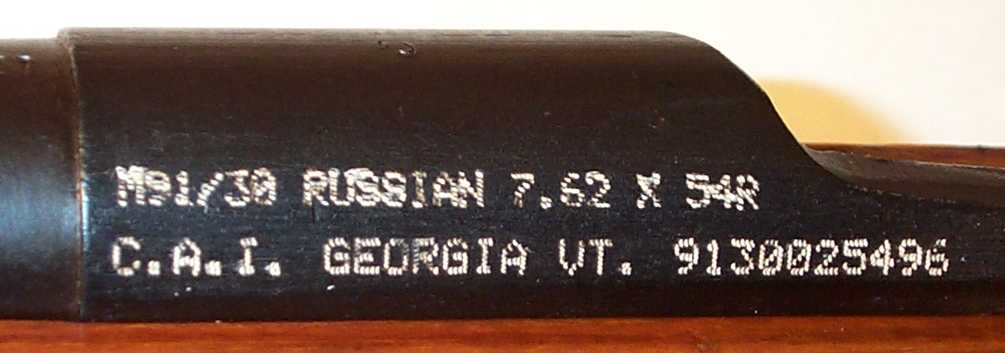 M91/30 RUSSIAN 7.62 X 54R
C.A.I. GEORGIA VT. 9130025496